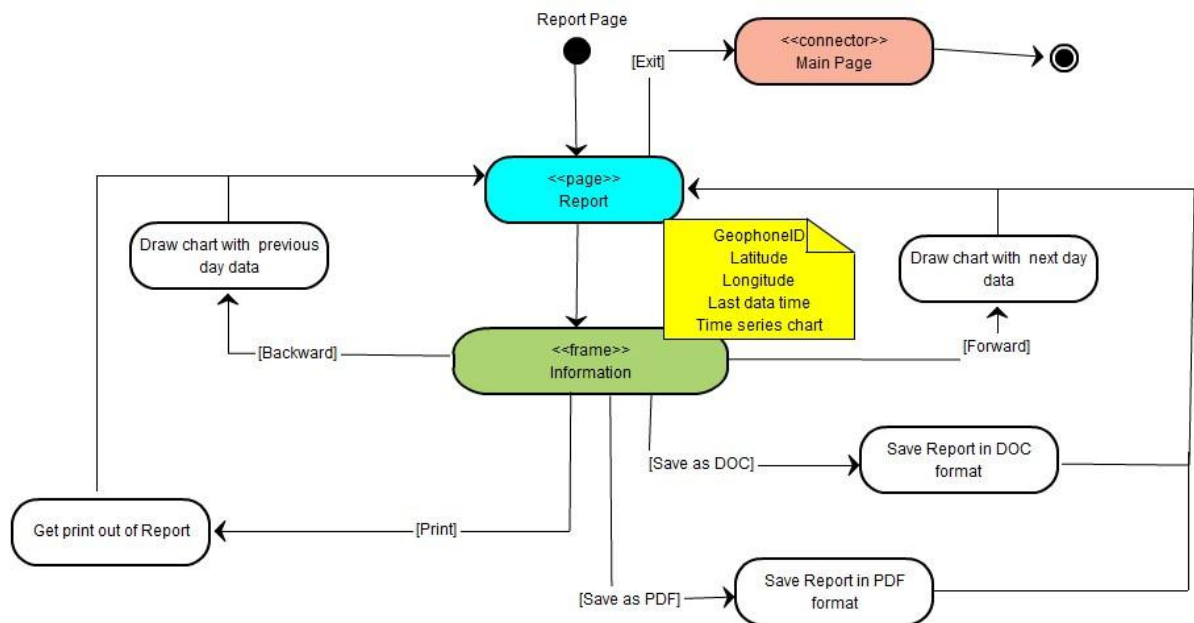 Report Page
<<connector>>
Main Page
[Exit]
<<page>>
Report
GeophoneID
Latitude
Longitude
Last data time
Time series chart
Draw chart with  previous
day data
Draw chart with  next day
data
[Backward]
<<frame>>
Information
[Forward]
[Save as DOC]
Save Report in DOC
format
Get print out of Report
[Print]
[Save as PDF]
Save Report in PDF
format